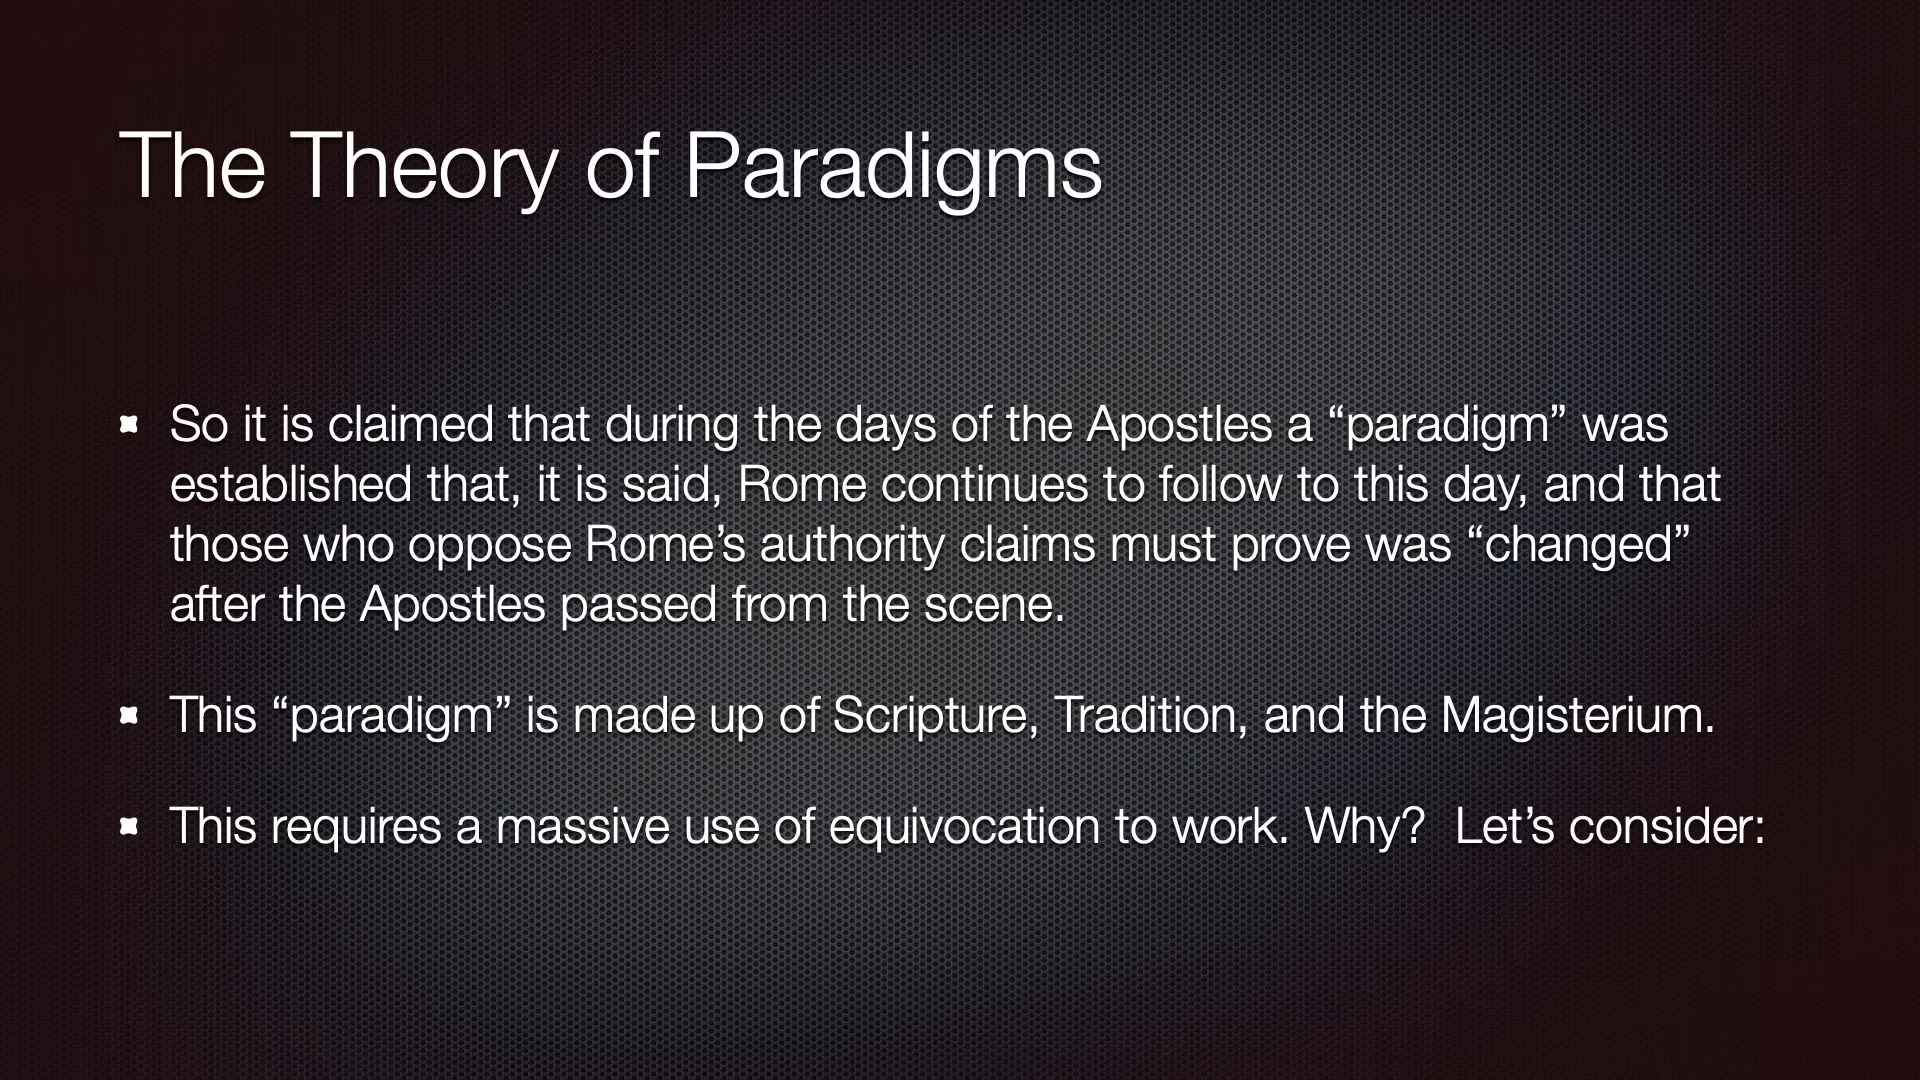 The Theory of Paradigms
So it is claimed that during the days of the Apostles a “paradigm” was
established that, it is said, Rome continues to follow to this day, and that
those who oppose Rome’s authority claims must prove was “changed”
after the Apostles passed from the scene.
This “paradigm” is made up of Scripture, Tradition, and the Magisterium.
This requires a massive use of equivocation to work. Why?  Let’s consider: